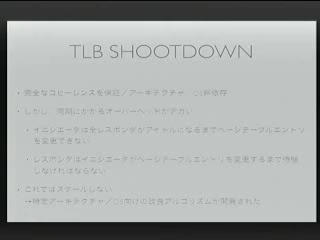 TLB SHOOTDOWN
• 完全なコヒーレンスを保証／アーキテクチャ、OS非依存
• しかし、同期にかかるオーバーヘッドがデカい
• イニシエータは全レスポンダがアイドルになるまでページテーブルエントリ
を変更できない
• レスポンダはイニシエータがページテーブルエントリを変更するまで待機
しなければならない
• これではスケールしない
→特定アーキテクチャ／OS向けの改良アルゴリズムが開発された